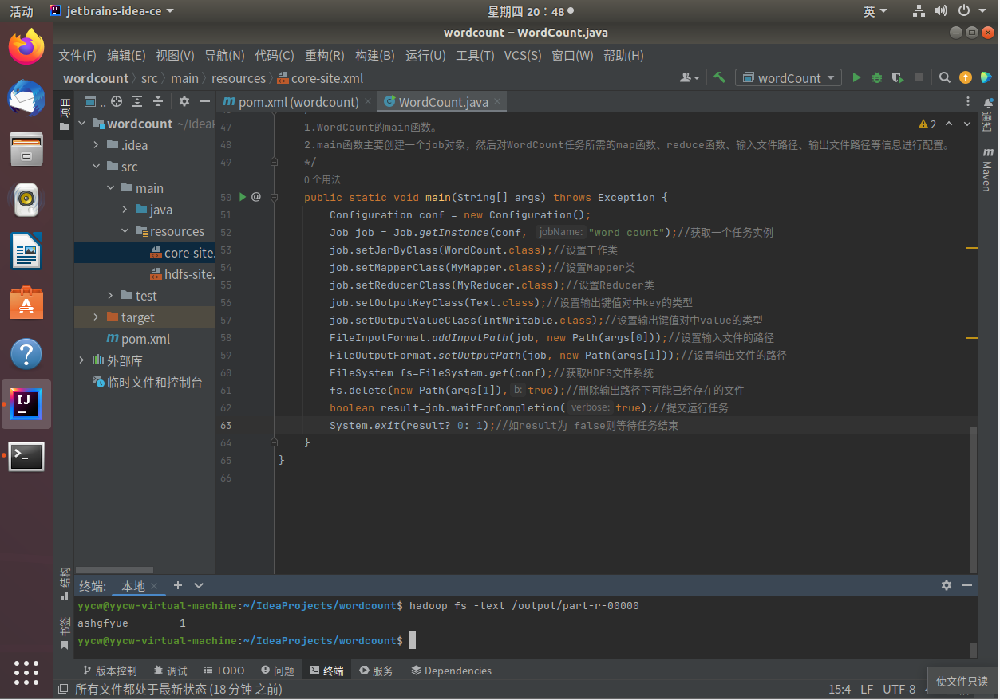 活动 jetbrains-idea-ce 星期四 20：48 英
wordcount – WordCount.java
文件(F) 编辑(E) 视图(V) 导航(N) 代码(C) 重构(R) 构建(B) 运行(U) 工具(T) VCS(S) 窗口(W) 帮助(H)
wordcount src main resources core-site.xml wordCount
项目 .. pom.xml (wordcount) WordCount.java 通知
wordcount ~/IdeaP
.idea
src
main
java
resources
core-site.
hdfs-site.
test
target
pom.xml
外部库
临时文件和控制台
Maven
2
47 1.WordCount的main函数。
48 2.main函数主要创建一个job对象，然后对WordCount任务所需的map函数、reduce函数、输入文件路径、输出文件路径等信息进行配置。
49 */
0 个用法
50 @ public static void main(String[] args) throws Exception {
51 Configuration conf = new Configuration();
52 Job job = Job.getInstance(conf, jobName: "word count");//获取一个任务实例
53 job.setJarByClass(WordCount.class);//设置工作类
54 job.setMapperClass(MyMapper.class);//设置Mapper类
55 job.setReducerClass(MyReducer.class);//设置Reducer类
56 job.setOutputKeyClass(Text.class);//设置输出键值对中key的类型
57 job.setOutputValueClass(IntWritable.class);//设置输出键值对中value的类型
58 FileInputFormat.addInputPath(job, new Path(args[0]));//设置输入文件的路径
59 FileOutputFormat.setOutputPath(job, new Path(args[1]));//设置输出文件的路径
60 FileSystem fs=FileSystem.get(conf);//获取HDFS文件系统
61 fs.delete(new Path(args[1]), b: true);//删除输出路径下可能已经存在的文件
62 boolean result=job.waitForCompletion( verbose: true);//提交运行任务
63 System.exit(result? 0: 1);//如result为 false则等待任务结束
64 }
65 }
66
结构
书签
终端: 本地
yycw@yycw-virtual-machine:~/IdeaProjects/wordcount$ hadoop fs -text /output/part-r-00000
ashgfyue 1
yycw@yycw-virtual-machine:~/IdeaProjects/wordcount$
版本控制 调试 TODO 问题 终端 服务 Dependencies
所有文件都处于最新状态 (18 分钟 之前) 15:4 LF UTF-8
使文件只读